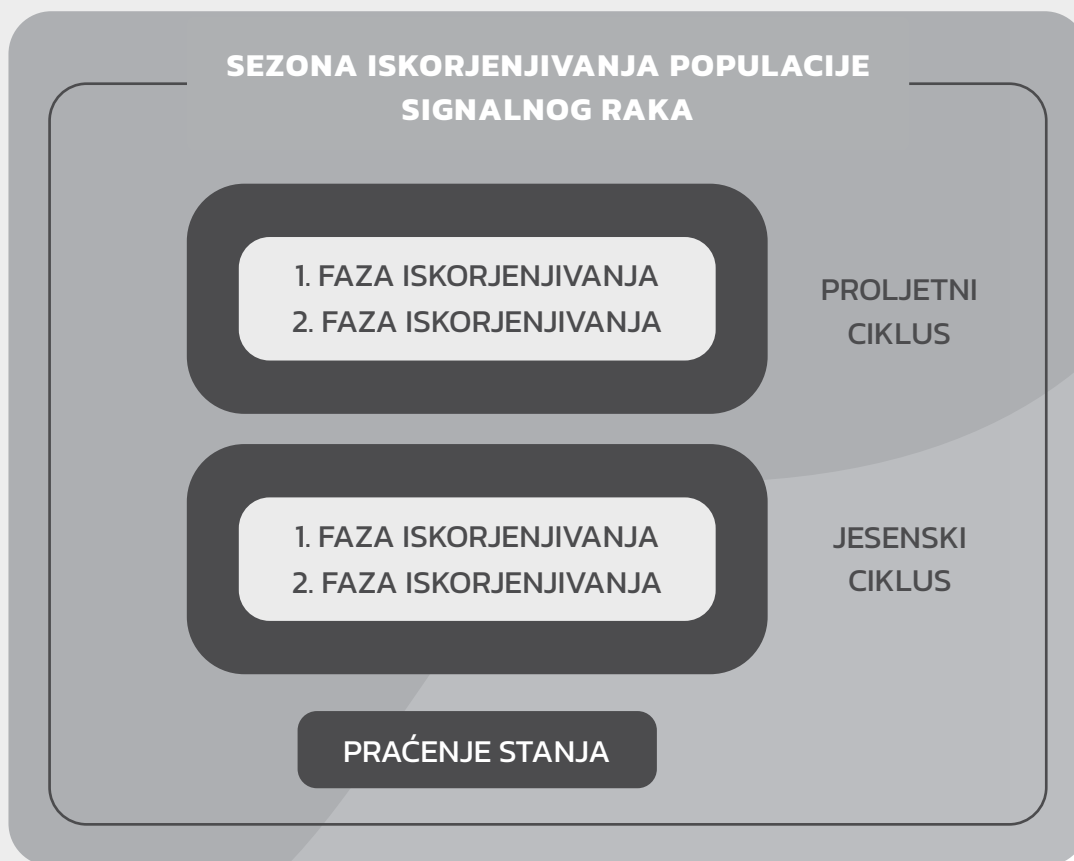 SEZONA ISKORJENJIVANJA POPULACIJE
SIGNALNOG RAKA
1. FAZA ISKORJENJIVANJA
2. FAZA ISKORJENJIVANJA
PROLJETNI
CIKLUS
1. FAZA ISKORJENJIVANJA
2. FAZA ISKORJENJIVANJA
JESENSKI
CIKLUS
PRAĆENJE STANJA